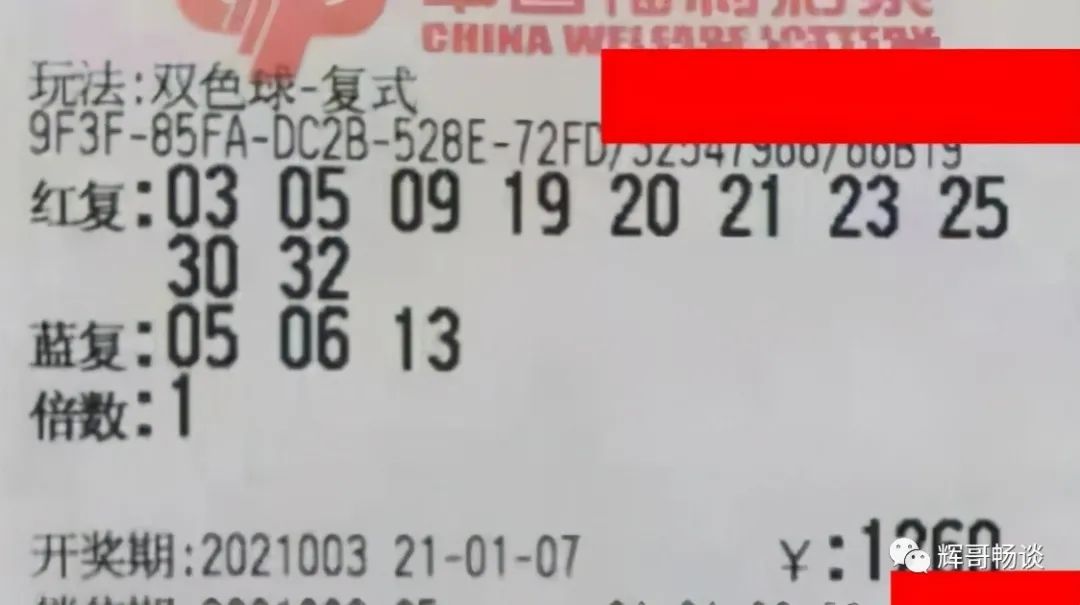 CHINA WELFARE LOTTERY
玩法:双色球-复式
9F3F-85FA-DC2B-528E-72FD/
红复:03 05 09 19 20 21 23 25
30 32
蓝复:05 06 13
倍数:1
开奖期:2021003 21-01-07 ¥:1260
辉哥畅谈